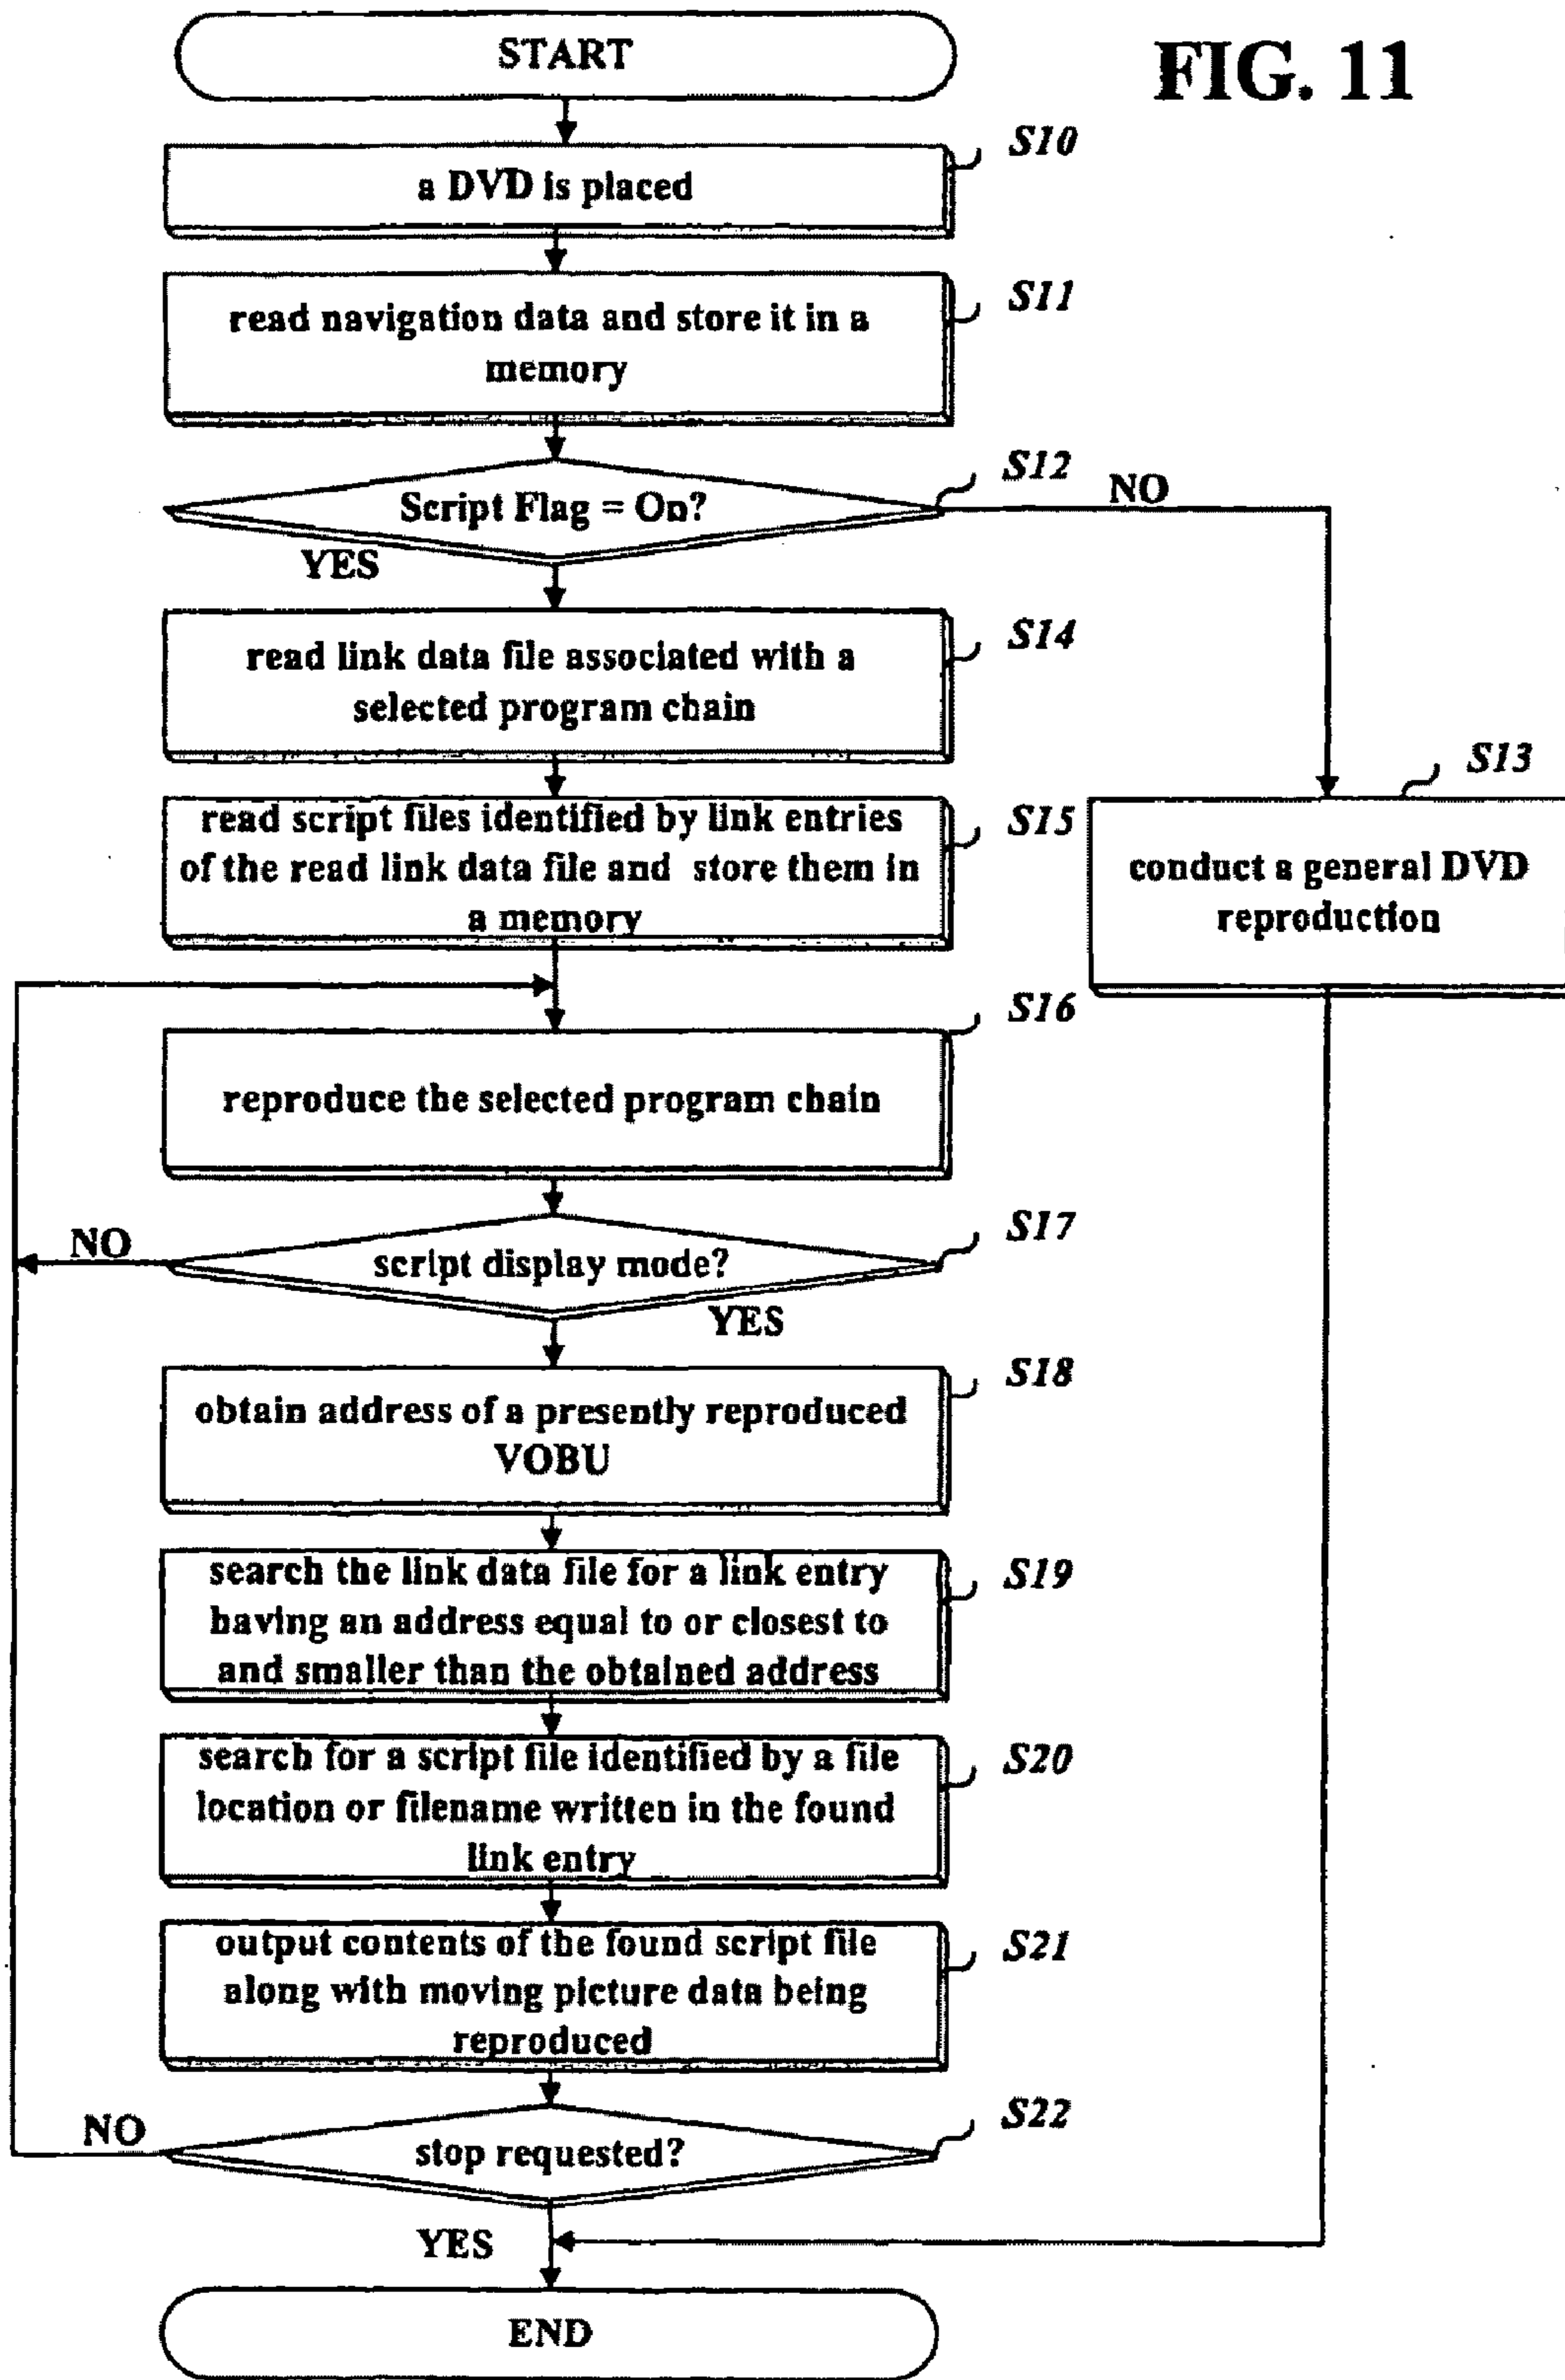 START
FIG. 11
S10
a DVD is placed
S11
read navigation data and store it in a
memory
S12
Script Flag = On?
NO
YES
S14
read link data file associated with a
selected program chain
S13
conduct a general DVD
reproduction
S15
read script files identified by link entries
of the read link data file and store them in
a memory
S16
reproduce the selected program chain
S17
script display mode?
NO
YES
S18
obtain address of a presently reproduced
VOBU
S19
search the link data file for a link entry
having an address equal to or closest to
and smaller than the obtained address
S20
search for a script file identified by a file
location or filename written in the found
link entry
S21
output contents of the found script file
along with moving picture data being
reproduced
S22
stop requested?
NO
YES
END